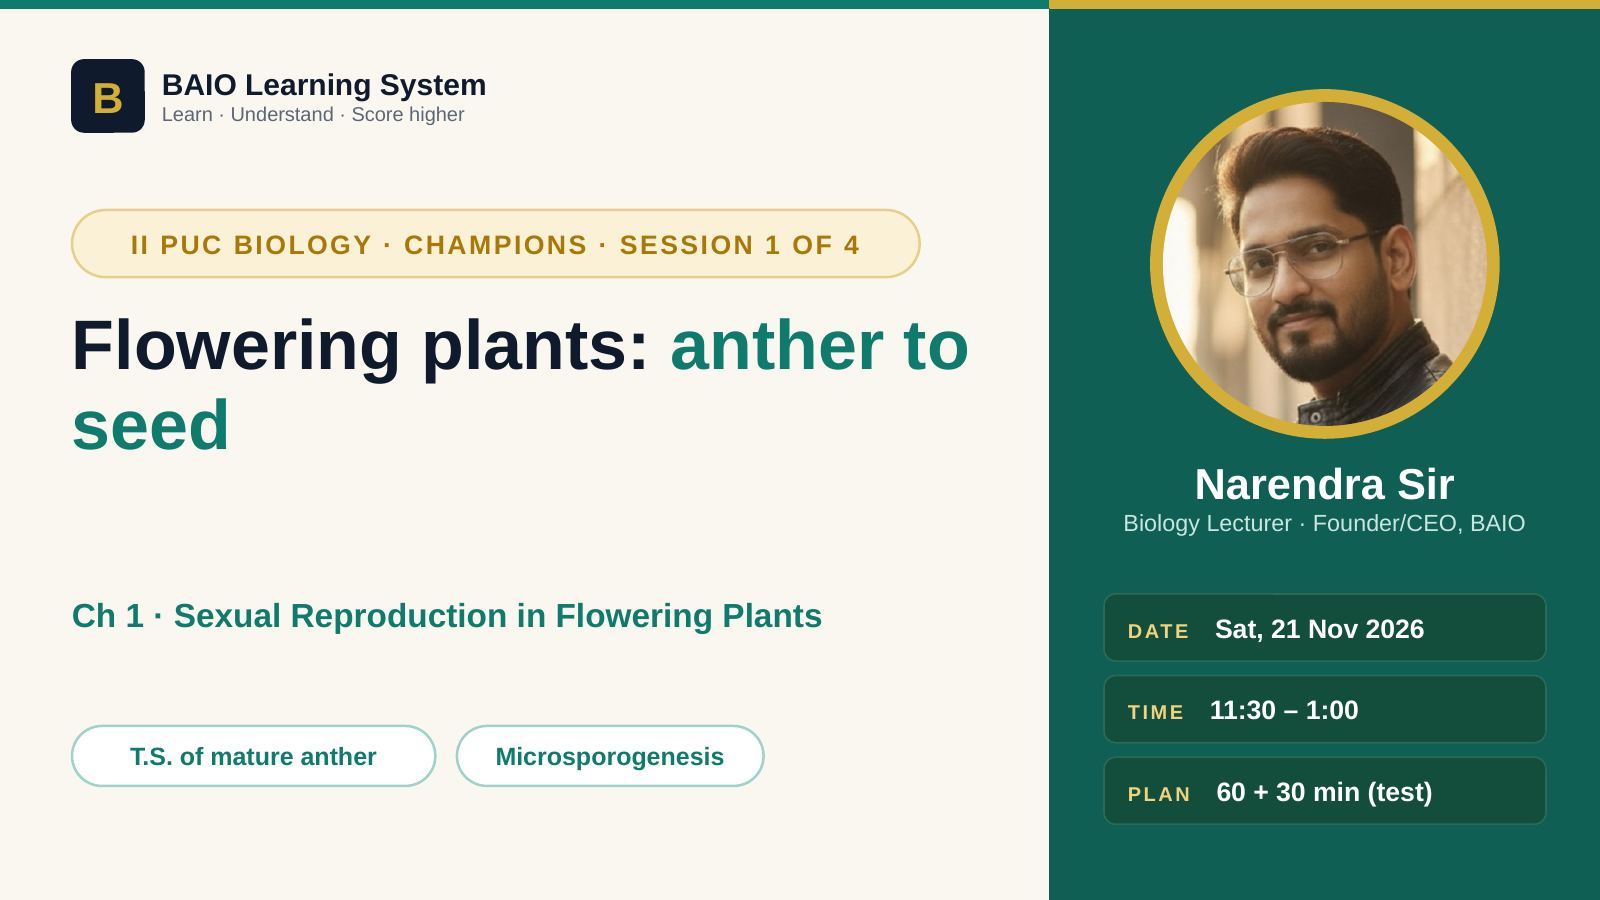 B
BAIO Learning System
Learn · Understand · Score higher
II PUC BIOLOGY · CHAMPIONS · SESSION 1 OF 4
Flowering plants: anther to
seed
Ch 1 · Sexual Reproduction in Flowering Plants
T.S. of mature anther
Microsporogenesis
Narendra Sir
Biology Lecturer · Founder/CEO, BAIO
DATE Sat, 21 Nov 2026
TIME 11:30 – 1:00
PLAN 60 + 30 min (test)